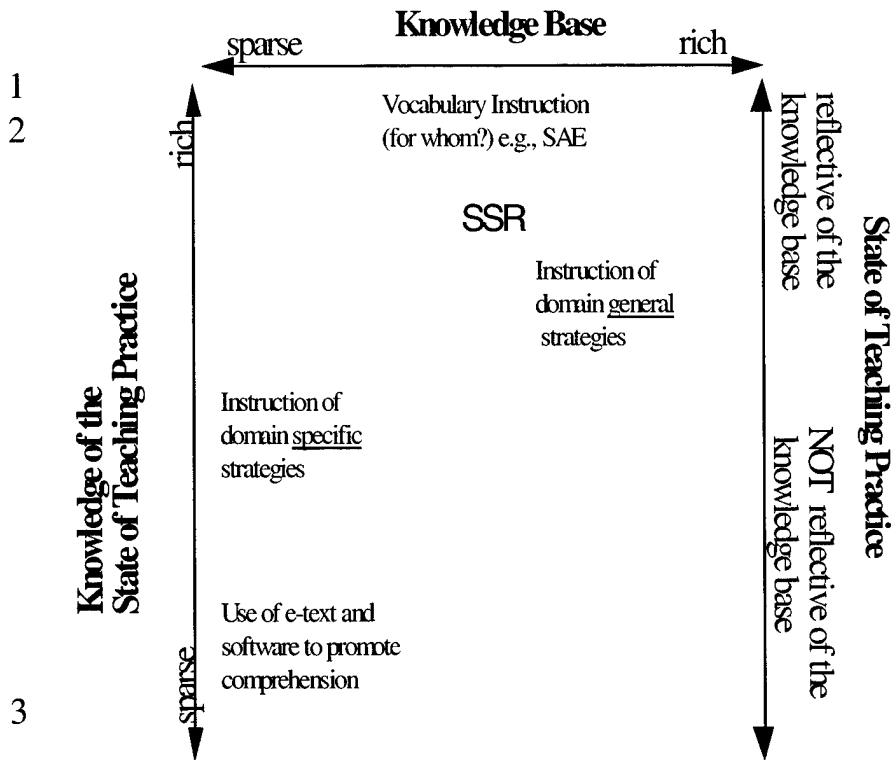 Knowledge Base
sparse
rich
1
2
3
rich
sparse
Knowledge of the
State of Teaching Practice
Vocabulary Instruction
(for whom?) e.g., SAE
SSR
Instruction of
domain general
strategies
Instruction of
domain specific
strategies
Use of e-text and
software to promote
comprehension
reflective of the
knowledge base
NOT reflective of the
knowledge base
State of Teaching Practice